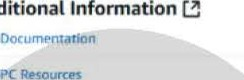 ditional Information
Documentation
PC Resources